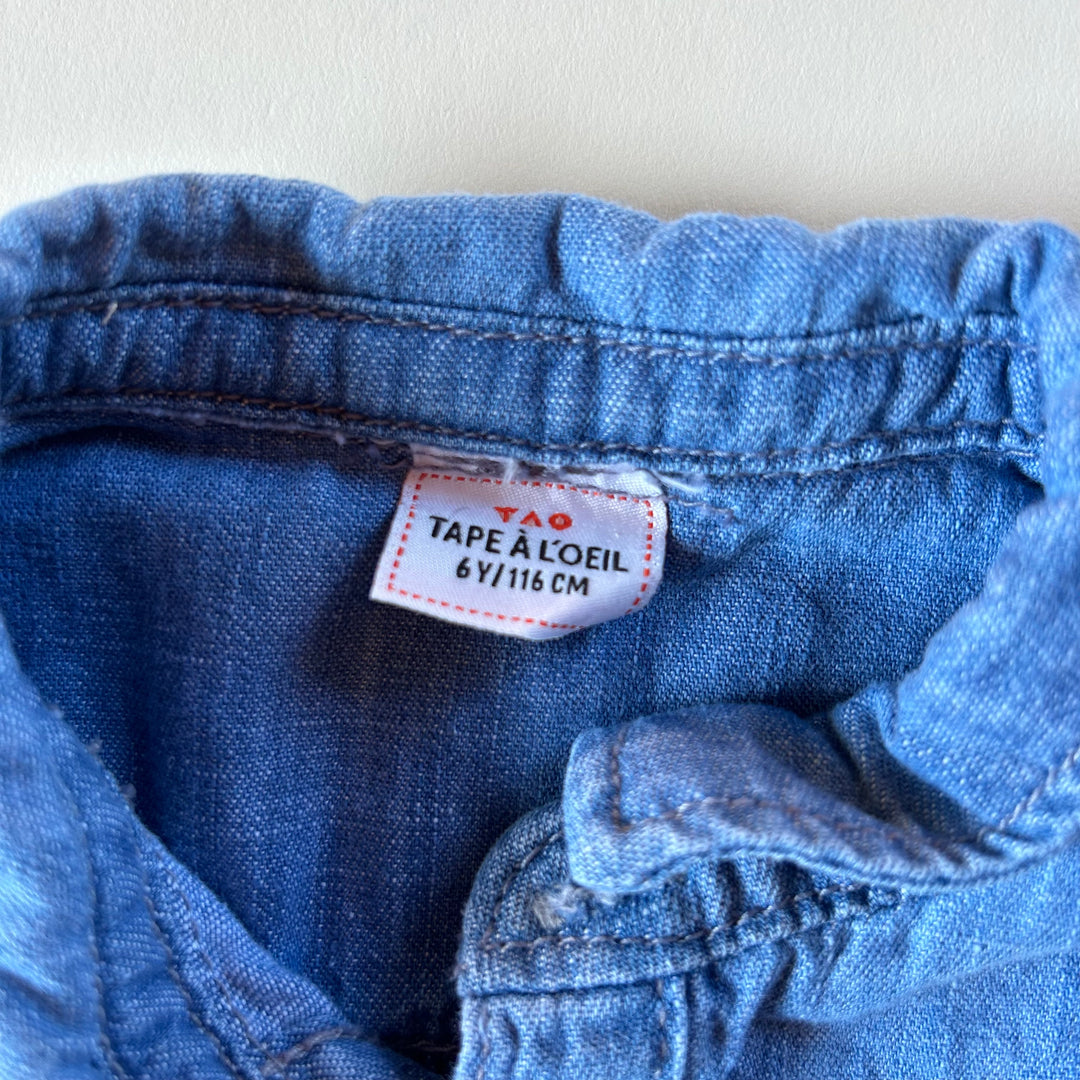 TAO
TAPE À L'OEIL
6Y/116 CM